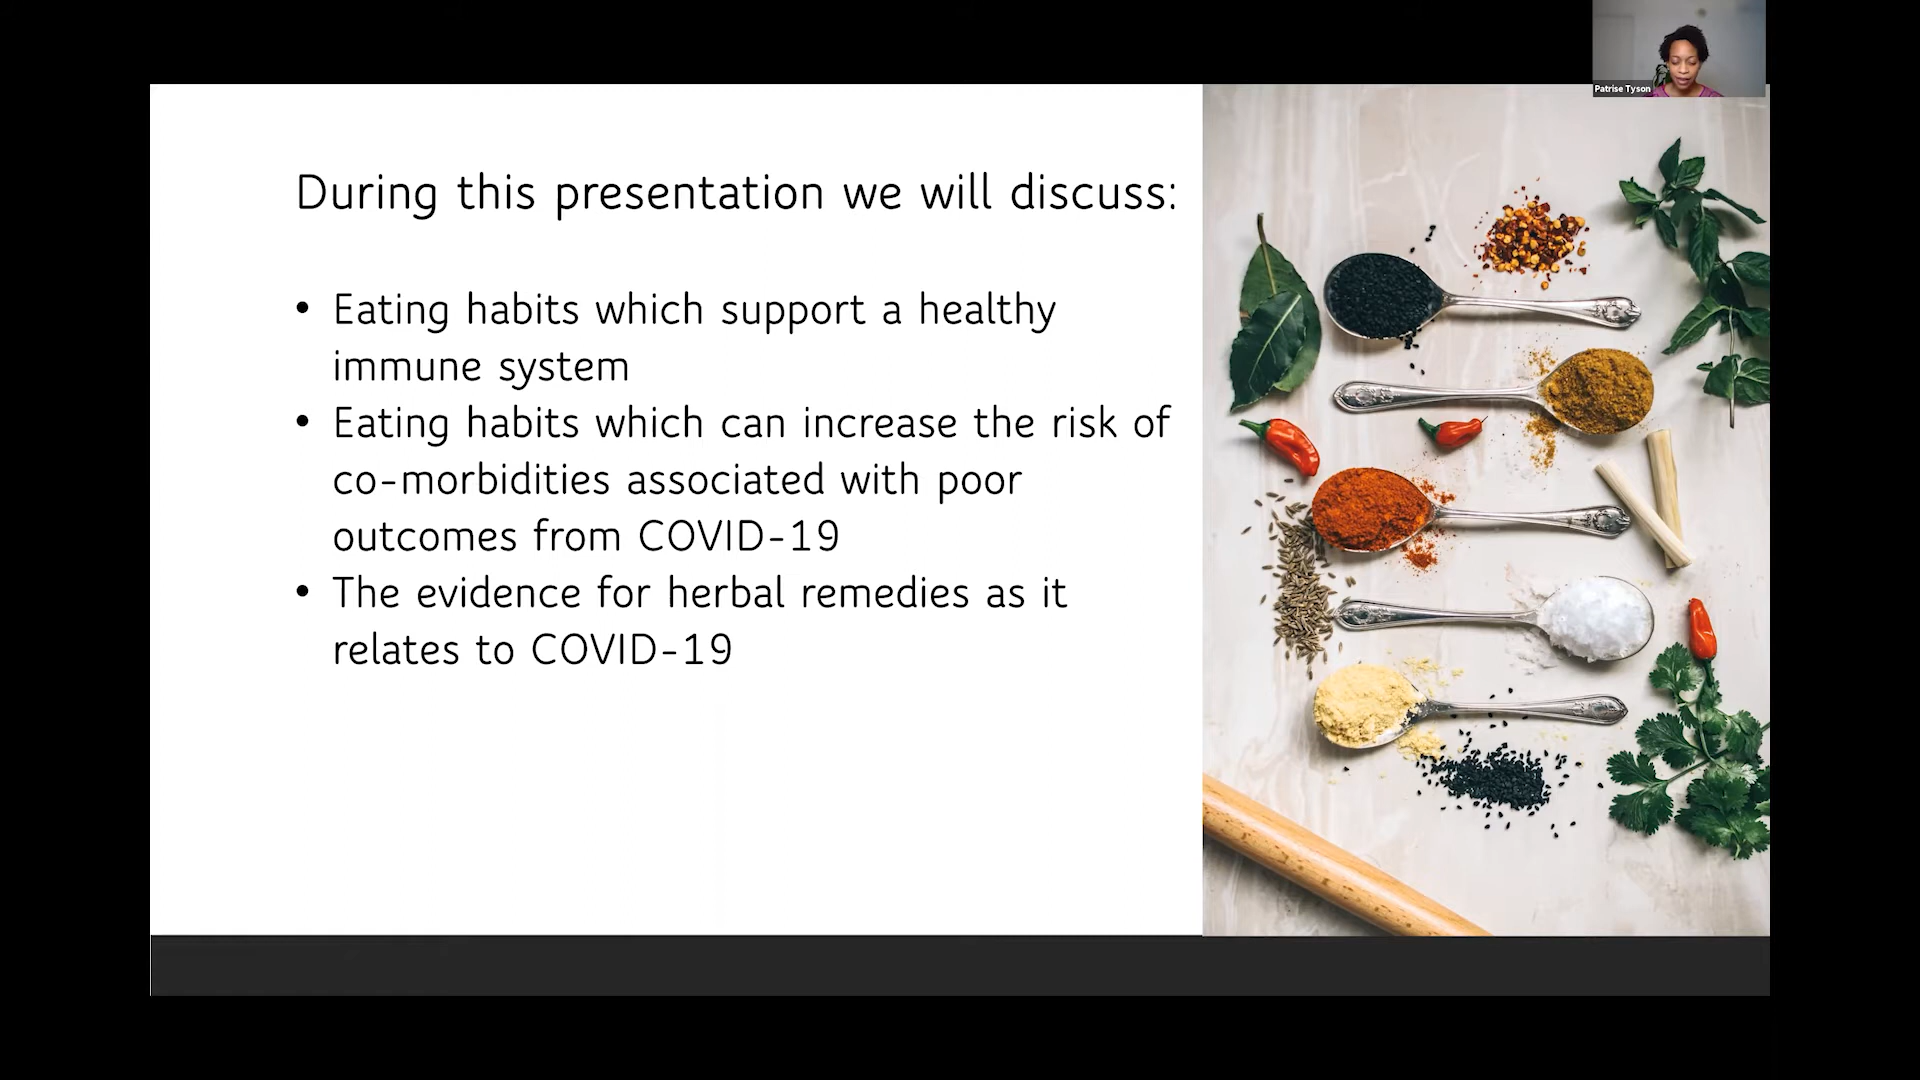 Patrise Tyson
During this presentation we will discuss:
• Eating habits which support a healthy
immune system
• Eating habits which can increase the risk of
co-morbidities associated with poor
outcomes from COVID-19
• The evidence for herbal remedies as it
relates to COVID-19